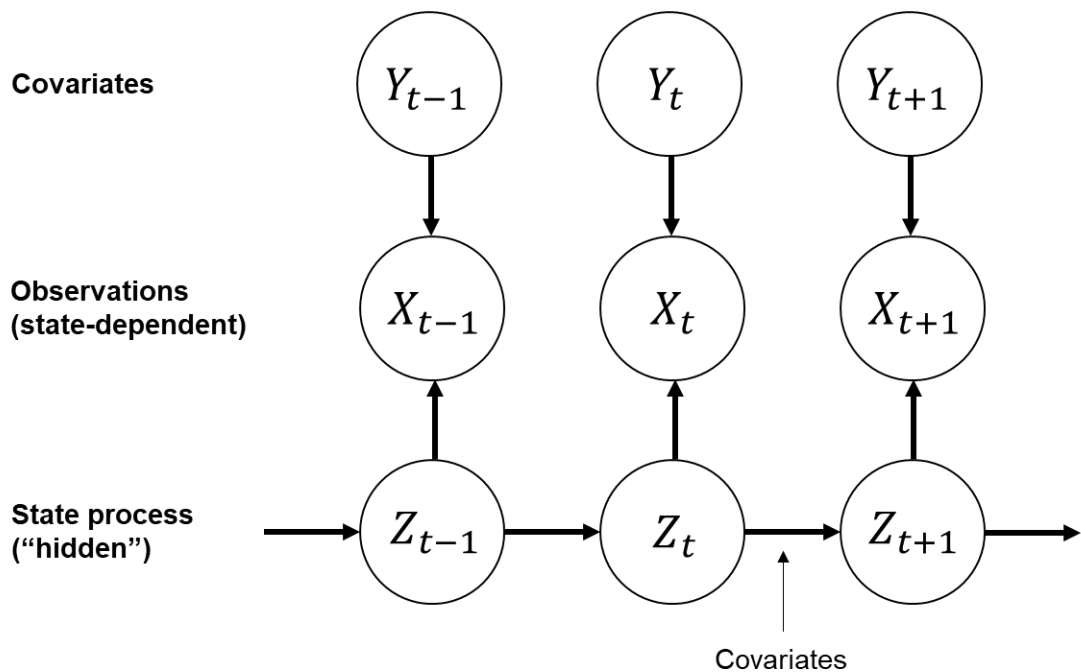 Covariates
Y_{t−1} Y_t Y_{t+1}
Observations
(state-dependent)
X_{t−1} X_t X_{t+1}
State process
(“hidden”)
Z_{t−1} Z_t Z_{t+1}
Covariates